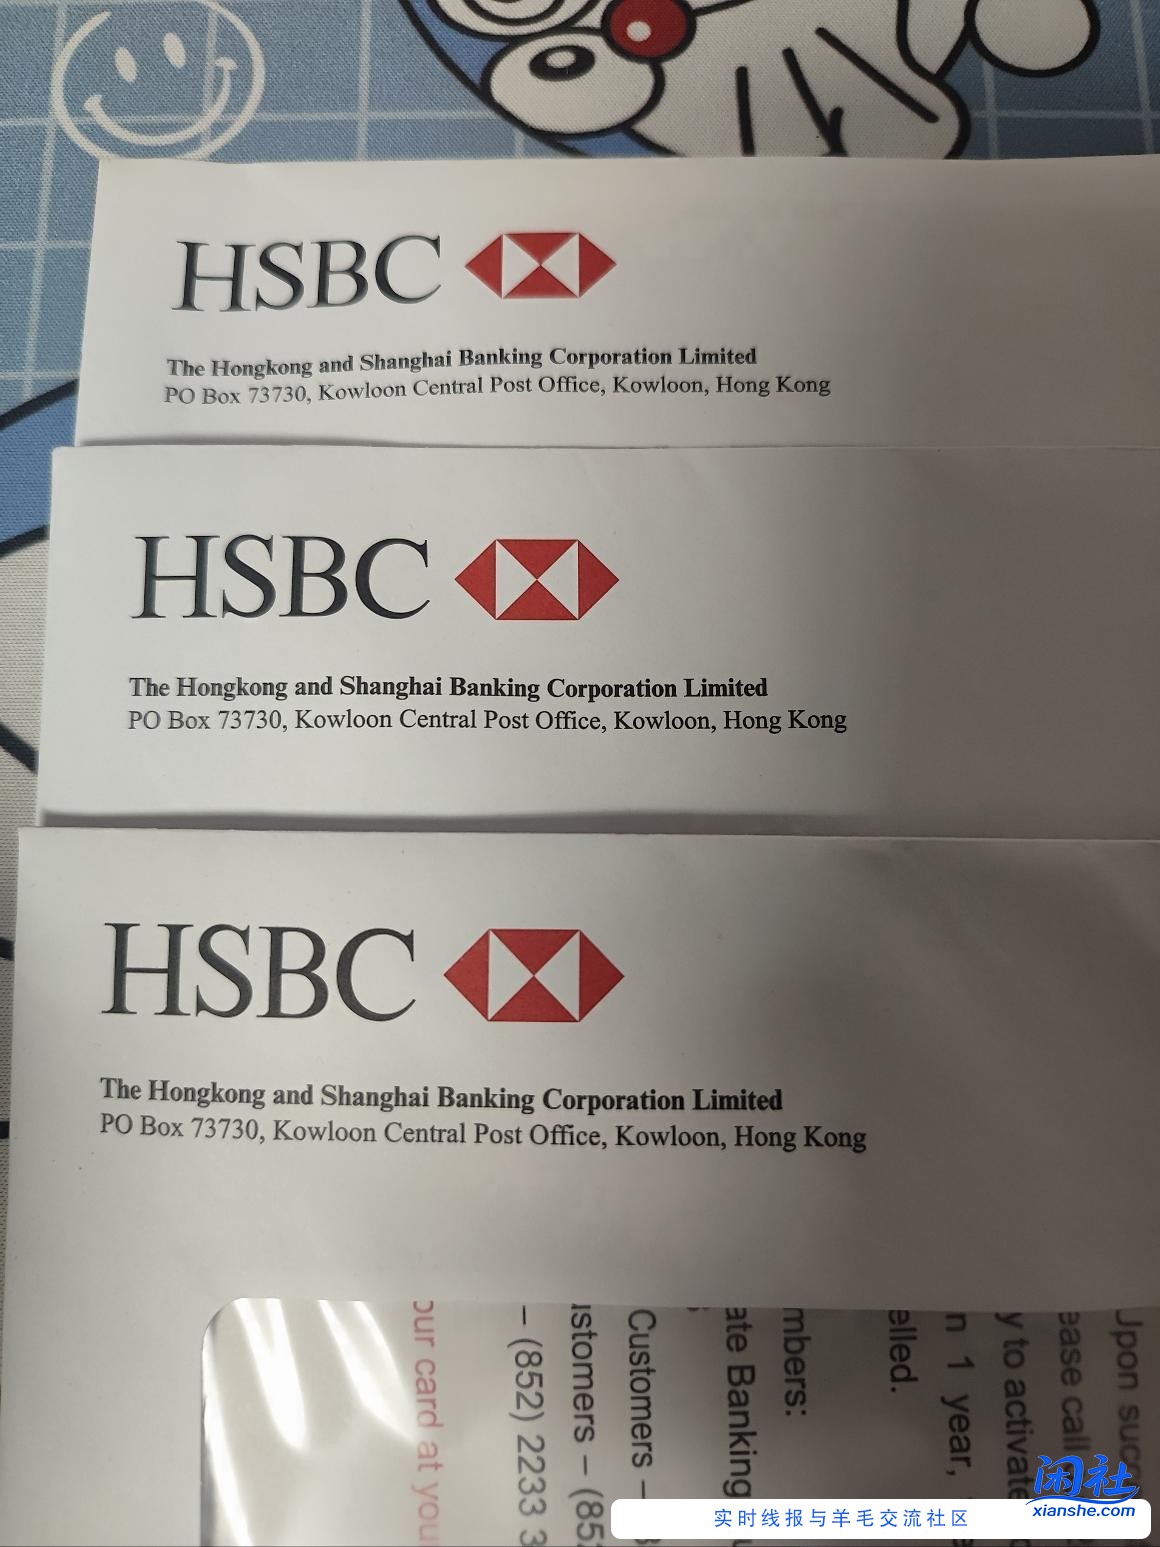 HSBC
The Hongkong and Shanghai Banking Corporation Limited
PO Box 73730, Kowloon Central Post Office, Kowloon, Hong Kong
HSBC
The Hongkong and Shanghai Banking Corporation Limited
PO Box 73730, Kowloon Central Post Office, Kowloon, Hong Kong
HSBC
The Hongkong and Shanghai Banking Corporation Limited
PO Box 73730, Kowloon Central Post Office, Kowloon, Hong Kong
Upon
ease call
y to activate
n 1 year,
elled.
mbers:
ate Banking
Customers –
ustomers – (85
– (852) 2233 3
our card at you
闲社
xianshe.com
实时线报与羊毛交流社区